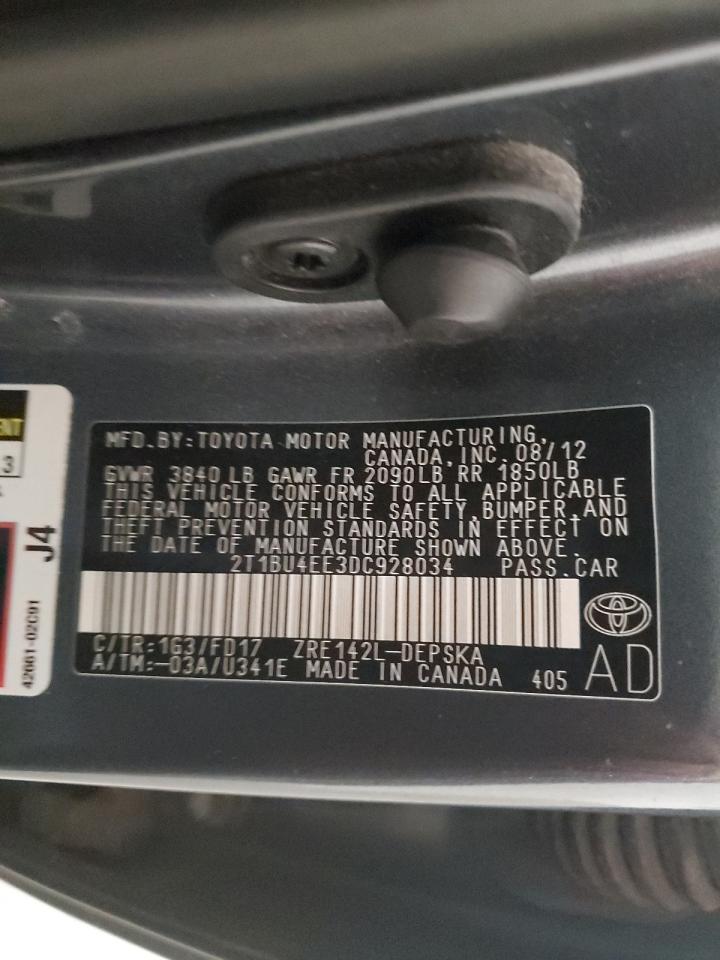 MFD.BY:TOYOTA MOTOR MANUFACTURING,
CANADA,INC.08/12
GVWR 3840 LB GAWR FR 2090LB RR 1850LB
THIS VEHICLE CONFORMS TO ALL APPLICABLE
FEDERAL MOTOR VEHICLE SAFETY,BUMPER,AND
THEFT PREVENTION STANDARDS IN EFFECT ON
THE DATE OF MANUFACTURE SHOWN ABOVE.
2T1BU4EE3DC928034 PASS.CAR
C/TR:1G3/FD17 ZRE142L-DEPSKA
A/TM:-03A/U341E MADE IN CANADA 405 AD
J4
42661-02C91